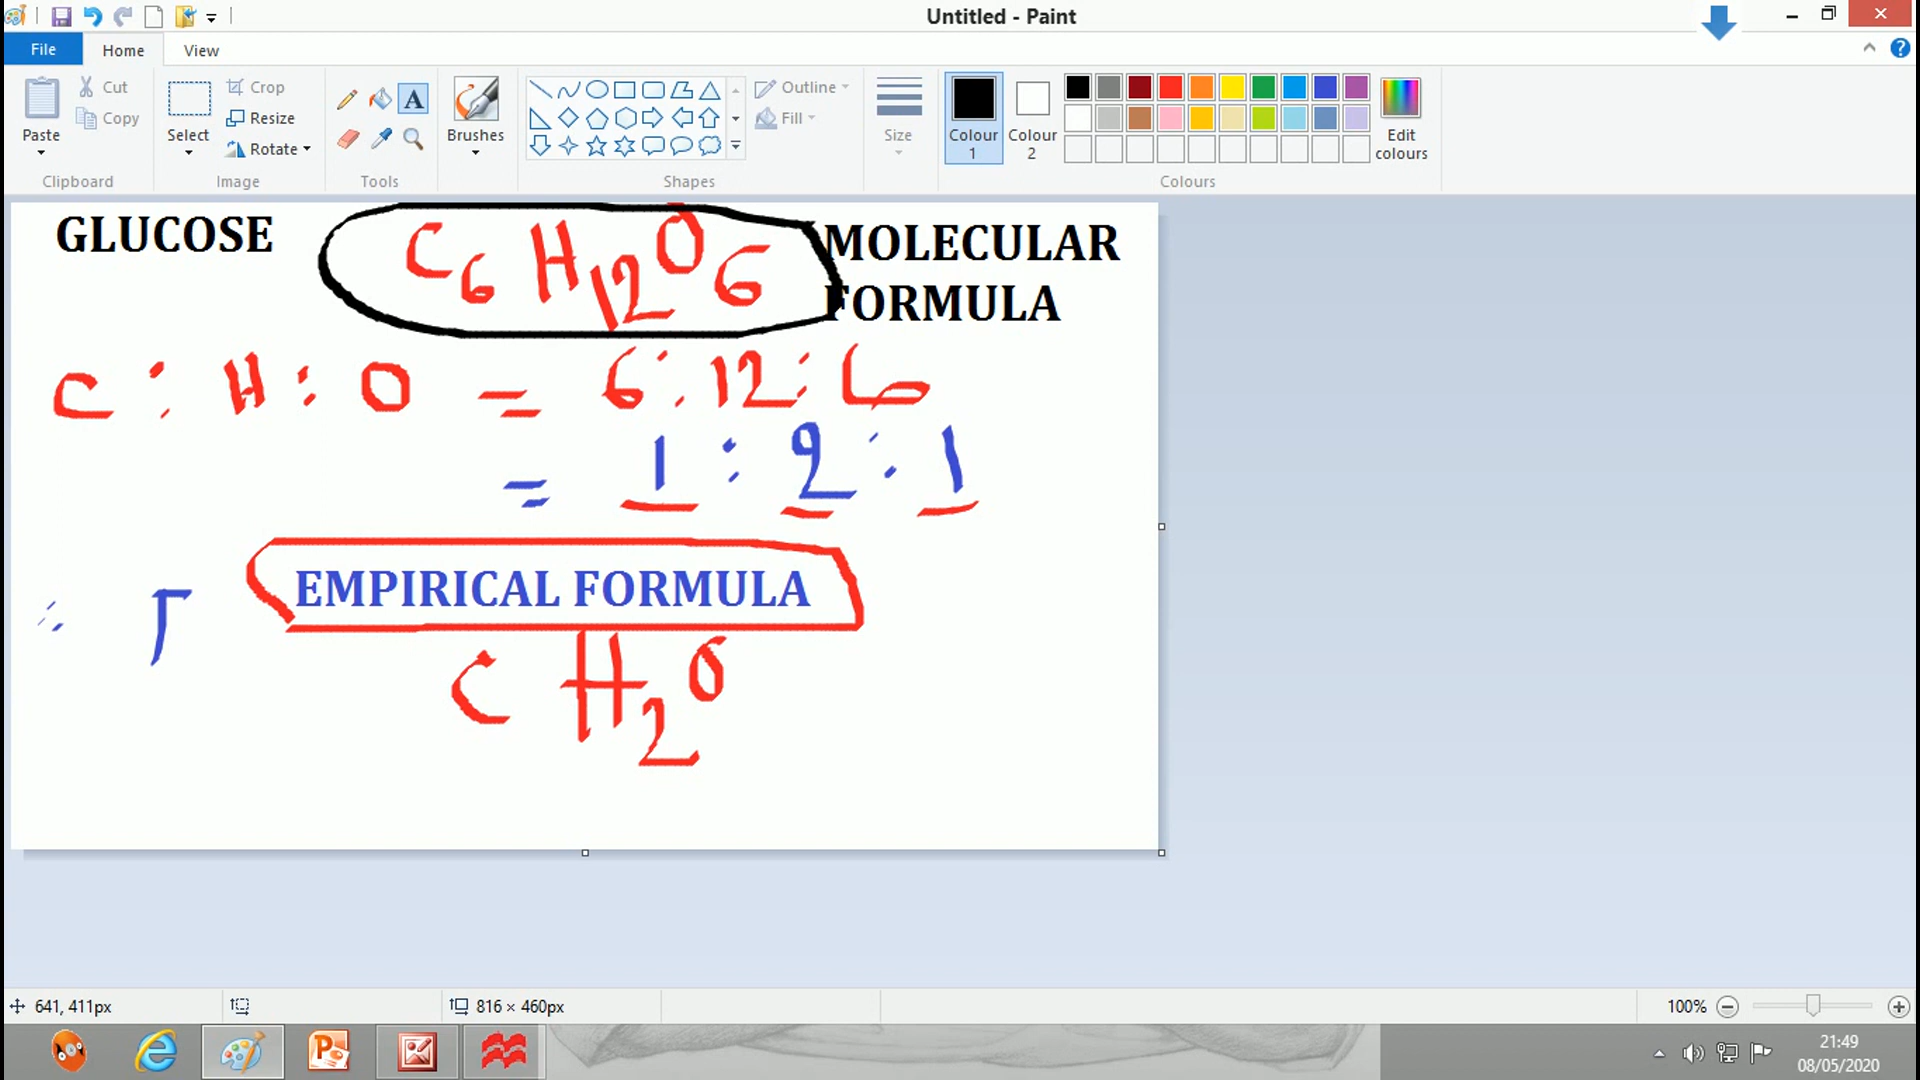 Untitled - Paint
File Home View
Paste Cut Copy Clipboard
Select Crop Resize Rotate Image
Tools
Brushes
Shapes
Outline Fill
Size
Colour 1 Colour 2 Edit colours Colours
GLUCOSE C6H12O6 MOLECULAR
FORMULA
C : H : O = 6 : 12 : 6
= 1 : 2 : 1
EMPIRICAL FORMULA
CH2O
641, 411px 816 × 460px 100%
21:49
08/05/2020